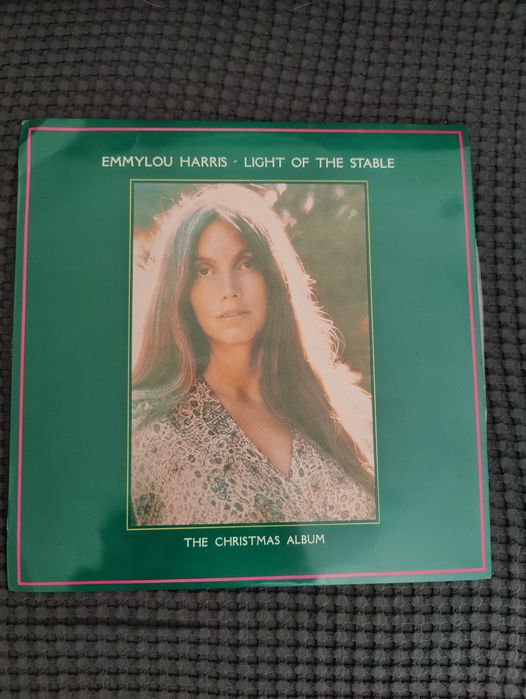 EMMYLOU HARRIS - LIGHT OF THE STABLE
THE CHRISTMAS ALBUM